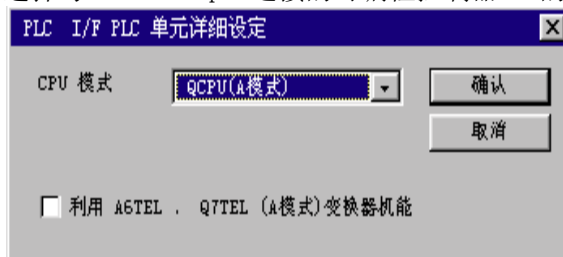 PLC I/F PLC 单元详细设定
CPU 模式
QCPU(A模式)
确认
取消
利用 A6TEL . Q7TEL (A模式)变换器机能